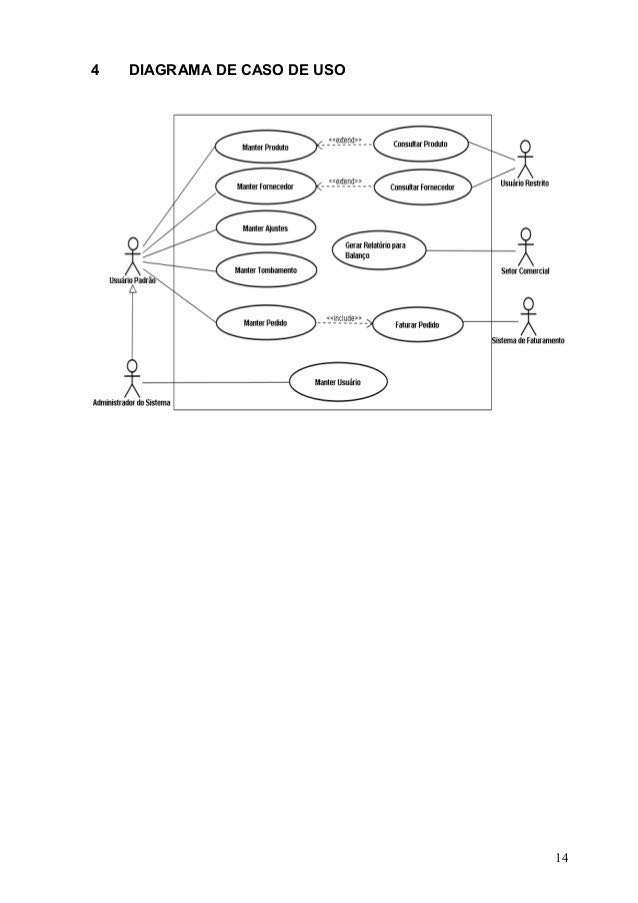 4 DIAGRAMA DE CASO DE USO
Manter Produto
<<extend>>
Consultar Produto
Usuário Restrito
Manter Fornecedor
<<extend>>
Consultar Fornecedor
Manter Ajustes
Gerar Relatório para
Balanço
Setor Comercial
Usuário Padrão
Manter Tombamento
Manter Pedido
<<include>>
Faturar Pedido
Sistema de Faturamento
Manter Usuário
Administrador do Sistema
14